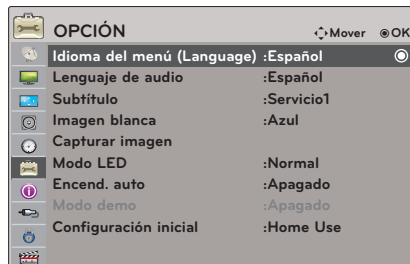 OPCIÓN Mover OK
Idioma del menú (Language) :Español
Lenguaje de audio :Español
Subtítulo :Servicio1
Imagen blanca :Azul
Capturar imagen
Modo LED :Normal
Encend. auto :Apagado
Modo demo :Apagado
Configuración inicial :Home Use